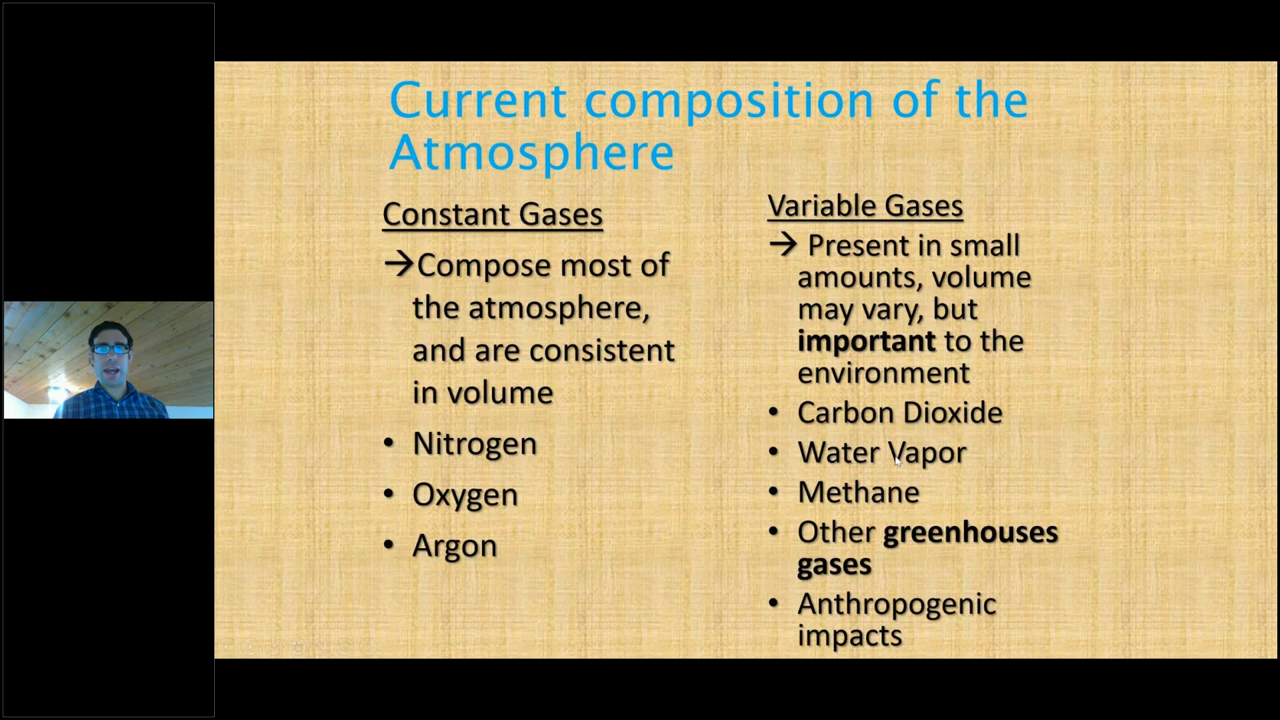 Current composition of the
Atmosphere
Constant Gases
→Compose most of
the atmosphere,
and are consistent
in volume
• Nitrogen
• Oxygen
• Argon
Variable Gases
→ Present in small
amounts, volume
may vary, but
important to the
environment
• Carbon Dioxide
• Water Vapor
• Methane
• Other greenhouses
gases
• Anthropogenic
impacts